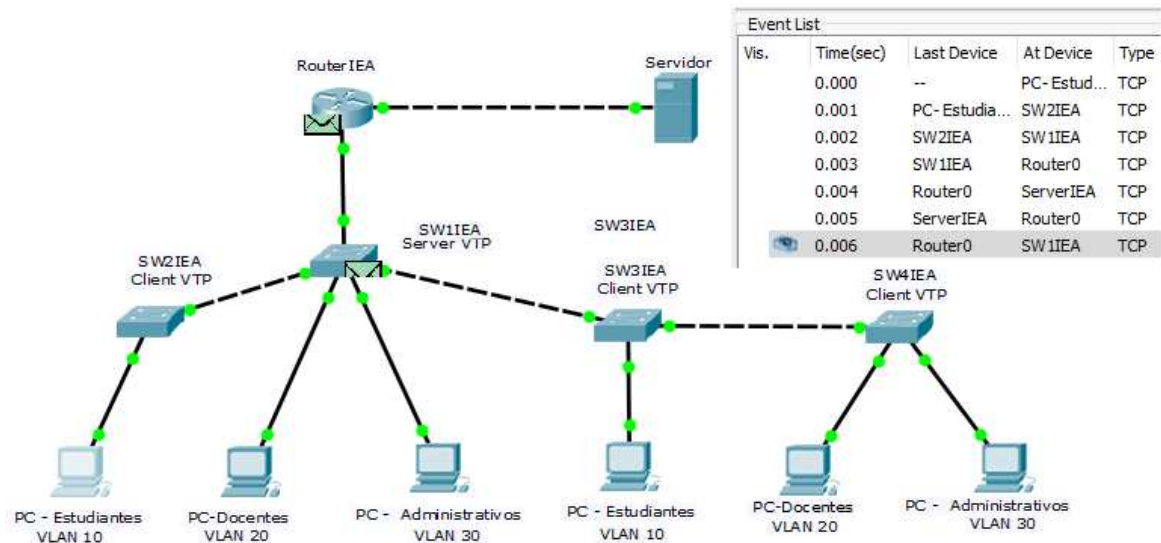 Event List
Vis. Time(sec) Last Device At Device Type
0.000 -- PC- Estud... TCP
0.001 PC- Estudia... SW2IEA TCP
0.002 SW2IEA SW1IEA TCP
0.003 SW1IEA Router0 TCP
0.004 Router0 ServerIEA TCP
0.005 ServerIEA Router0 TCP
0.006 Router0 SW1IEA TCP
RouterIEA
Servidor
SW1IEA
Server VTP
SW3IEA
SW2IEA
Client VTP
SW3IEA
Client VTP
SW4IEA
Client VTP
PC - Estudiantes
VLAN 10
PC-Docentes
VLAN 20
PC - Administrativos
VLAN 30
PC - Estudiantes
VLAN 10
PC-Docentes
VLAN 20
PC - Administrativos
VLAN 30